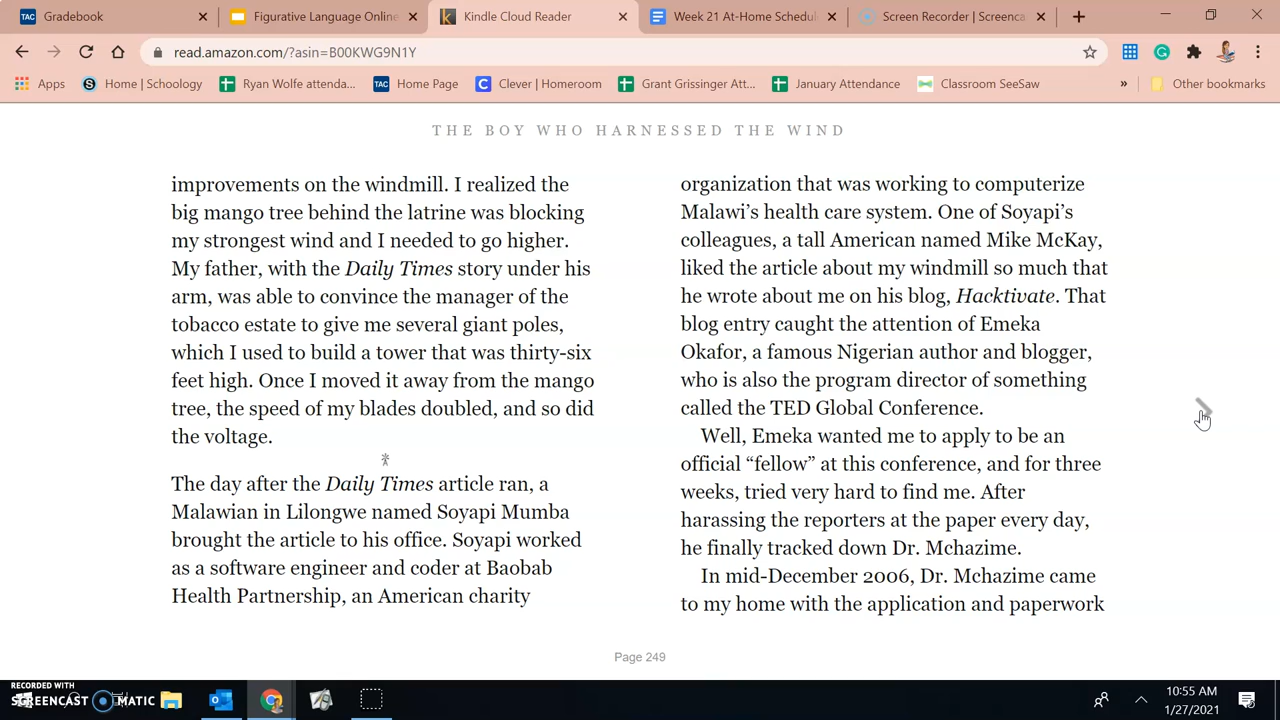 Gradebook
Figurative Language Online
Kindle Cloud Reader
Week 21 At-Home Schedul
Screen Recorder | Screenca
read.amazon.com/?asin=B00KWG9N1Y
Apps
Home | Schoology
Ryan Wolfe attenda...
Home Page
Clever | Homeroom
Grant Grissinger Att...
January Attendance
Classroom SeeSaw
»
Other bookmarks
THE BOY WHO HARNESSED THE WIND
improvements on the windmill. I realized the
big mango tree behind the latrine was blocking
my strongest wind and I needed to go higher.
My father, with the Daily Times story under his
arm, was able to convince the manager of the
tobacco estate to give me several giant poles,
which I used to build a tower that was thirty-six
feet high. Once I moved it away from the mango
tree, the speed of my blades doubled, and so did
the voltage.
The day after the Daily Times article ran, a
Malawian in Lilongwe named Soyapi Mumba
brought the article to his office. Soyapi worked
as a software engineer and coder at Baobab
Health Partnership, an American charity
organization that was working to computerize
Malawi’s health care system. One of Soyapi’s
colleagues, a tall American named Mike McKay,
liked the article about my windmill so much that
he wrote about me on his blog, Hacktivate. That
blog entry caught the attention of Emeka
Okafor, a famous Nigerian author and blogger,
who is also the program director of something
called the TED Global Conference.
Well, Emeka wanted me to apply to be an
official “fellow” at this conference, and for three
weeks, tried very hard to find me. After
harassing the reporters at the paper every day,
he finally tracked down Dr. Mchazime.
In mid-December 2006, Dr. Mchazime came
to my home with the application and paperwork
Page 249
RECORDED WITH
SCREENCAST MATIC
10:55 AM
1/27/2021